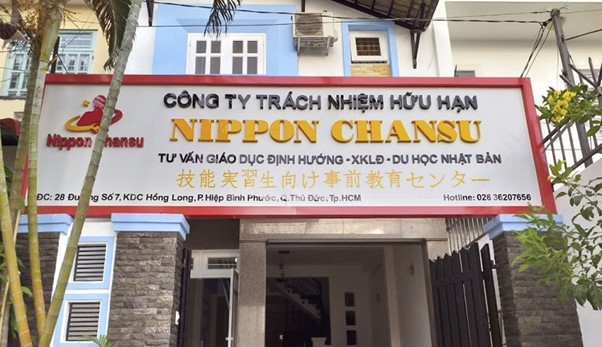 CÔNG TY TRÁCH NHIỆM HỮU HẠN
Nippon Chansu
NIPPON CHANSU
TƯ VẤN GIÁO DỤC ĐỊNH HƯỚNG - XKLĐ - DU HỌC NHẬT BẢN
技能実習生向け事前教育センター
ĐC: 28 Đường Số 7, KDC Hồng Long, P. Hiệp Bình Phước, Q. Thủ Đức, Tp.HCM
Hotline: 028 36207656